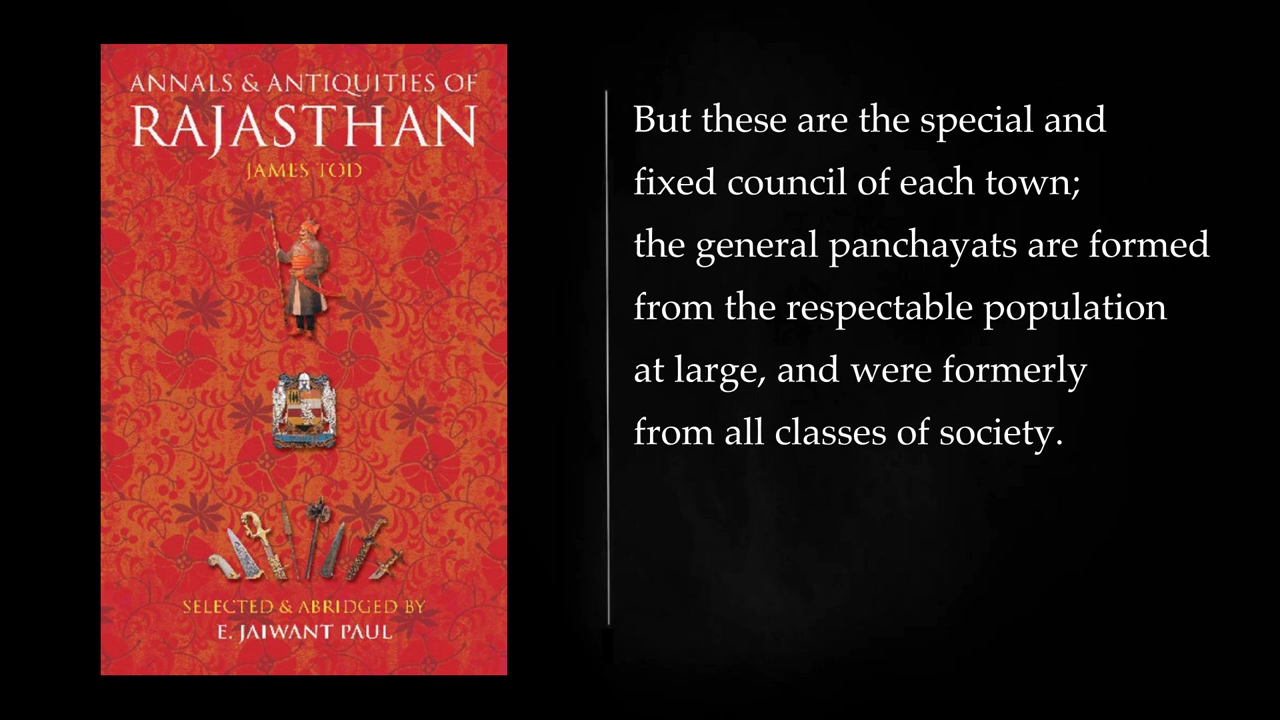 ANNALS & ANTIQUITIES OF
RAJASTHAN
JAMES TOD
SELECTED & ABRIDGED BY
E. JAIWANT PAUL
But these are the special and
fixed council of each town;
the general panchayats are formed
from the respectable population
at large, and were formerly
from all classes of society.